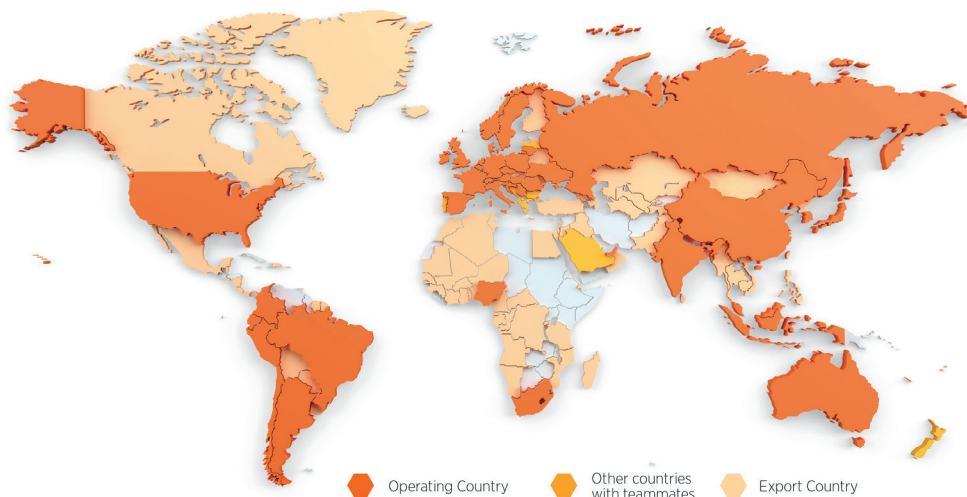 Operating Country
Other countries
with teammates
Export Country